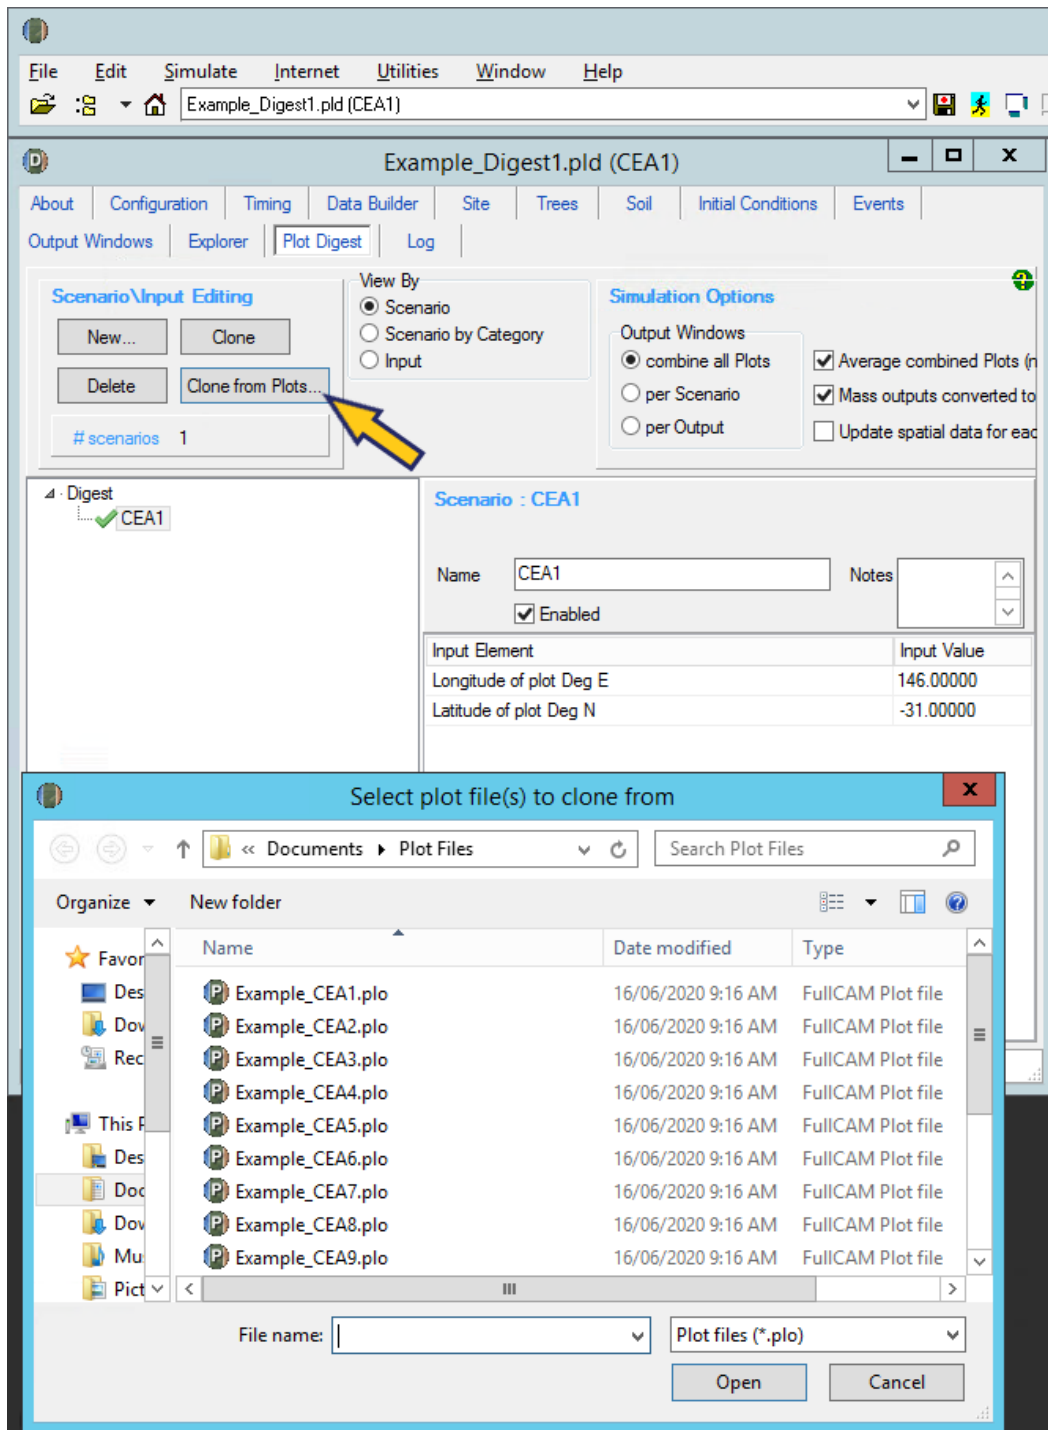 File Edit Simulate Internet Utilities Window Help
Example_Digest1.pld (CEA1)
D Example_Digest1.pld (CEA1)
About Configuration Timing Data Builder Site Trees Soil Initial Conditions Events
Output Windows Explorer Plot Digest Log
Scenario\Input Editing
New... Clone
Delete Clone from Plots...
# scenarios 1
View By
Scenario
Scenario by Category
Input
Simulation Options
Output Windows
combine all Plots
per Scenario
per Output
Average combined Plots (n
Mass outputs converted to
Update spatial data for eac
Digest
CEA1
Scenario : CEA1
Name CEA1 Notes
Enabled
Input Element Input Value
Longitude of plot Deg E 146.00000
Latitude of plot Deg N -31.00000
Select plot file(s) to clone from
« Documents Plot Files Search Plot Files
Organize New folder
Favor
Des
Dov
Rec
This P
Des
Doc
Dov
Mu
Pict
Name Date modified Type
P Example_CEA1.plo 16/06/2020 9:16 AM FullCAM Plot file
P Example_CEA2.plo 16/06/2020 9:16 AM FullCAM Plot file
P Example_CEA3.plo 16/06/2020 9:16 AM FullCAM Plot file
P Example_CEA4.plo 16/06/2020 9:16 AM FullCAM Plot file
P Example_CEA5.plo 16/06/2020 9:16 AM FullCAM Plot file
P Example_CEA6.plo 16/06/2020 9:16 AM FullCAM Plot file
P Example_CEA7.plo 16/06/2020 9:16 AM FullCAM Plot file
P Example_CEA8.plo 16/06/2020 9:16 AM FullCAM Plot file
P Example_CEA9.plo 16/06/2020 9:16 AM FullCAM Plot file
File name: Plot files (*.plo)
Open Cancel